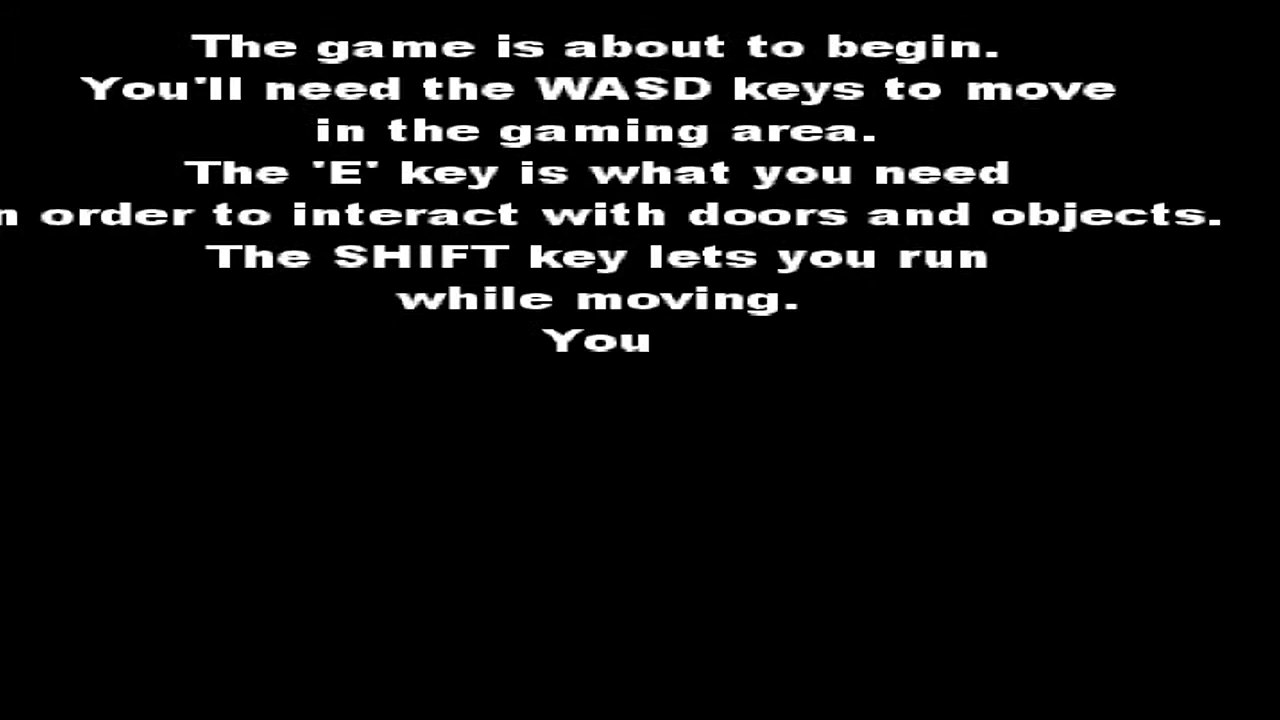 The game is about to begin.
You'll need the WASD keys to move
in the gaming area.
The 'E' key is what you need
n order to interact with doors and objects.
The SHIFT key lets you run
while moving.
You